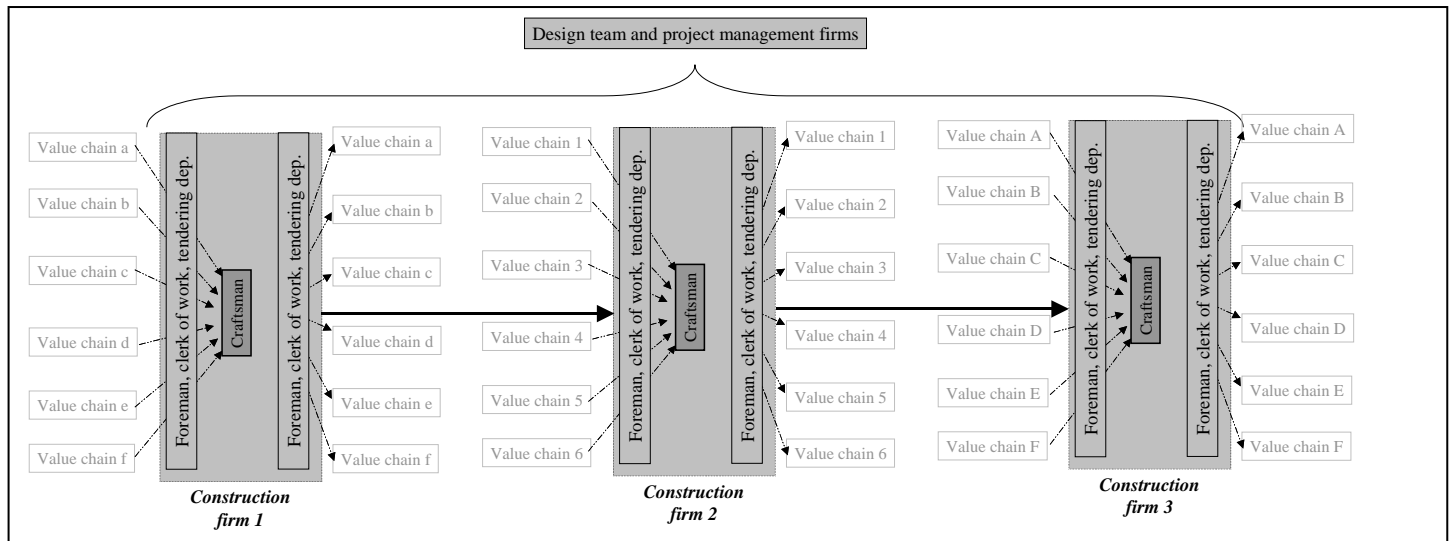 Design team and project management firms
Value chain a
Value chain b
Value chain c
Value chain d
Value chain e
Value chain f
Foreman, clerk of work, tendering dep.
Craftsman
Foreman, clerk of work, tendering dep.
Value chain a
Value chain b
Value chain c
Value chain d
Value chain e
Value chain f
Construction
firm 1
Value chain 1
Value chain 2
Value chain 3
Value chain 4
Value chain 5
Value chain 6
Foreman, clerk of work, tendering dep.
Craftsman
Foreman, clerk of work, tendering dep.
Value chain 1
Value chain 2
Value chain 3
Value chain 4
Value chain 5
Value chain 6
Construction
firm 2
Value chain A
Value chain B
Value chain C
Value chain D
Value chain E
Value chain F
Foreman, clerk of work, tendering dep.
Craftsman
Foreman, clerk of work, tendering dep.
Value chain A
Value chain B
Value chain C
Value chain D
Value chain E
Value chain F
Construction
firm 3